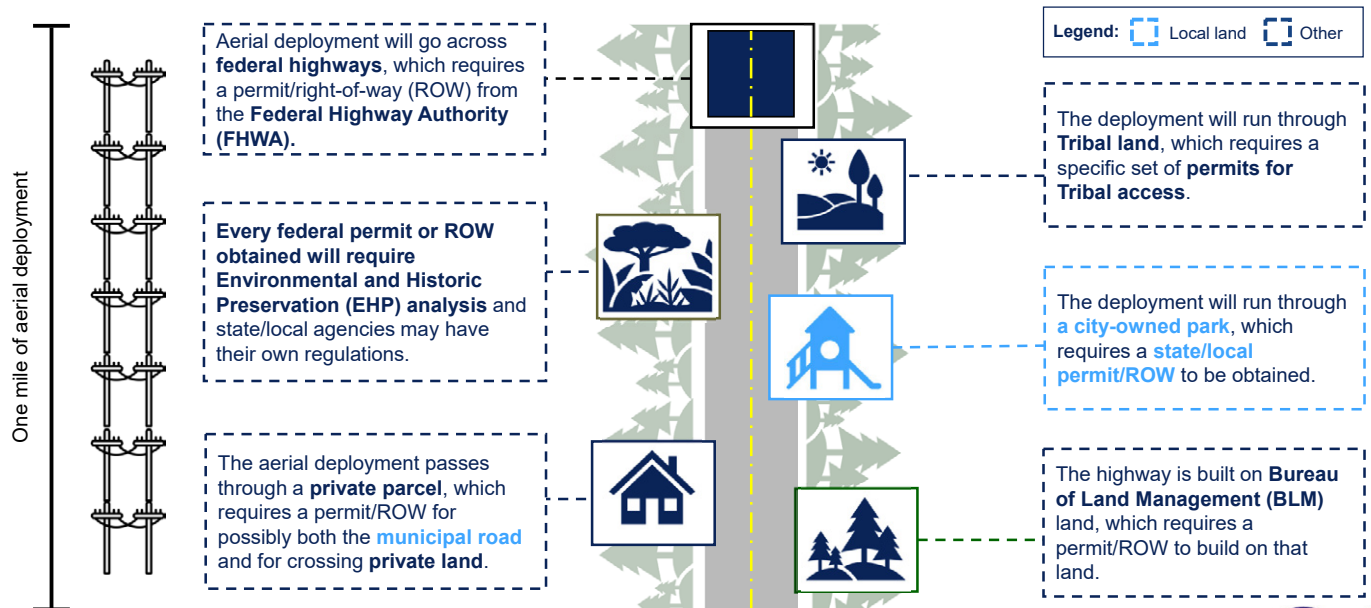 One mile of aerial deployment
Aerial deployment will go across
federal highways, which requires
a permit/right-of-way (ROW) from
the Federal Highway Authority
(FHWA).
Every federal permit or ROW
obtained will require
Environmental and Historic
Preservation (EHP) analysis and
state/local agencies may have
their own regulations.
The aerial deployment passes
through a private parcel, which
requires a permit/ROW for
possibly both the municipal road
and for crossing private land.
Legend: Local land Other
The deployment will run through
Tribal land, which requires a
specific set of permits for
Tribal access.
The deployment will run through
a city-owned park, which
requires a state/local
permit/ROW to be obtained.
The highway is built on Bureau
of Land Management (BLM)
land, which requires a
permit/ROW to build on that
land.